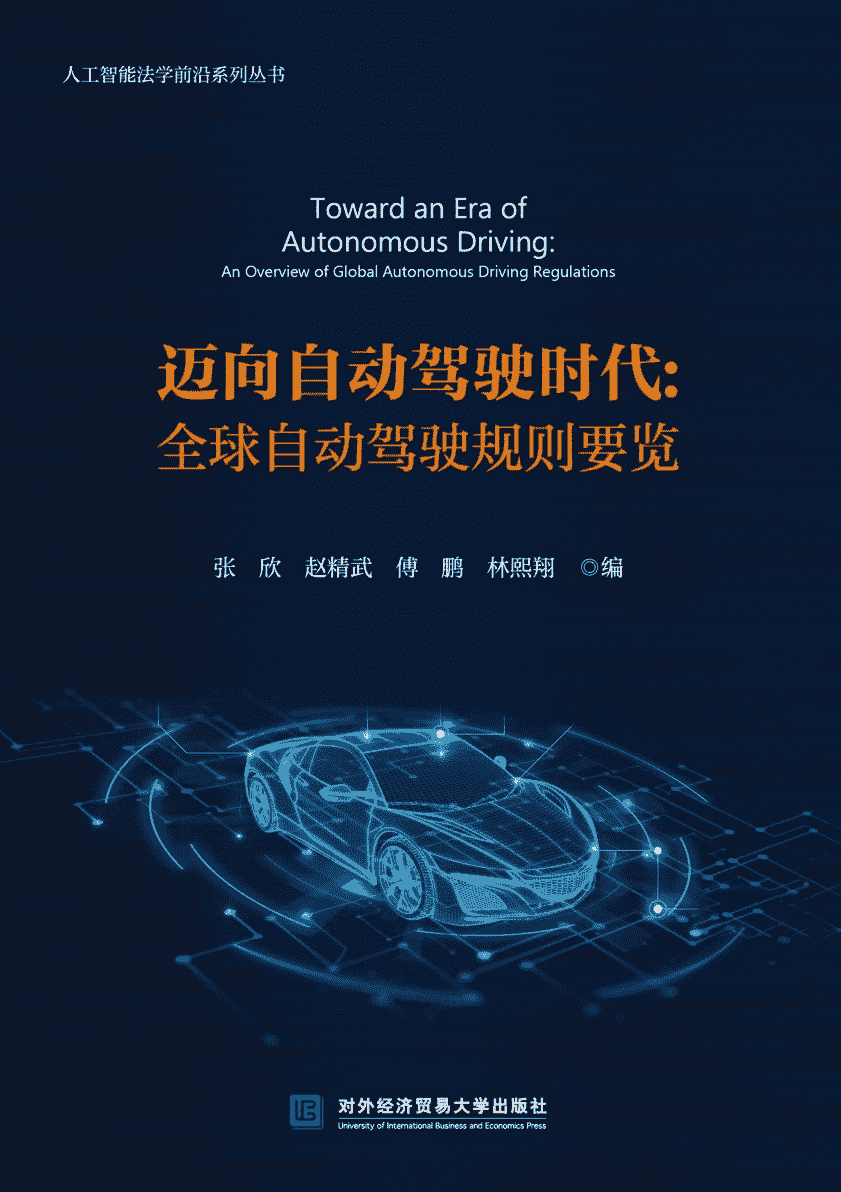 人工智能法学前沿系列丛书
Toward an Era of
Autonomous Driving:
An Overview of Global Autonomous Driving Regulations
迈向自动驾驶时代:
全球自动驾驶规则要览
张 欣 赵精武 傅 鹏 林熙翔 ◎编
对外经济贸易大学出版社
University of International Business and Economics Press